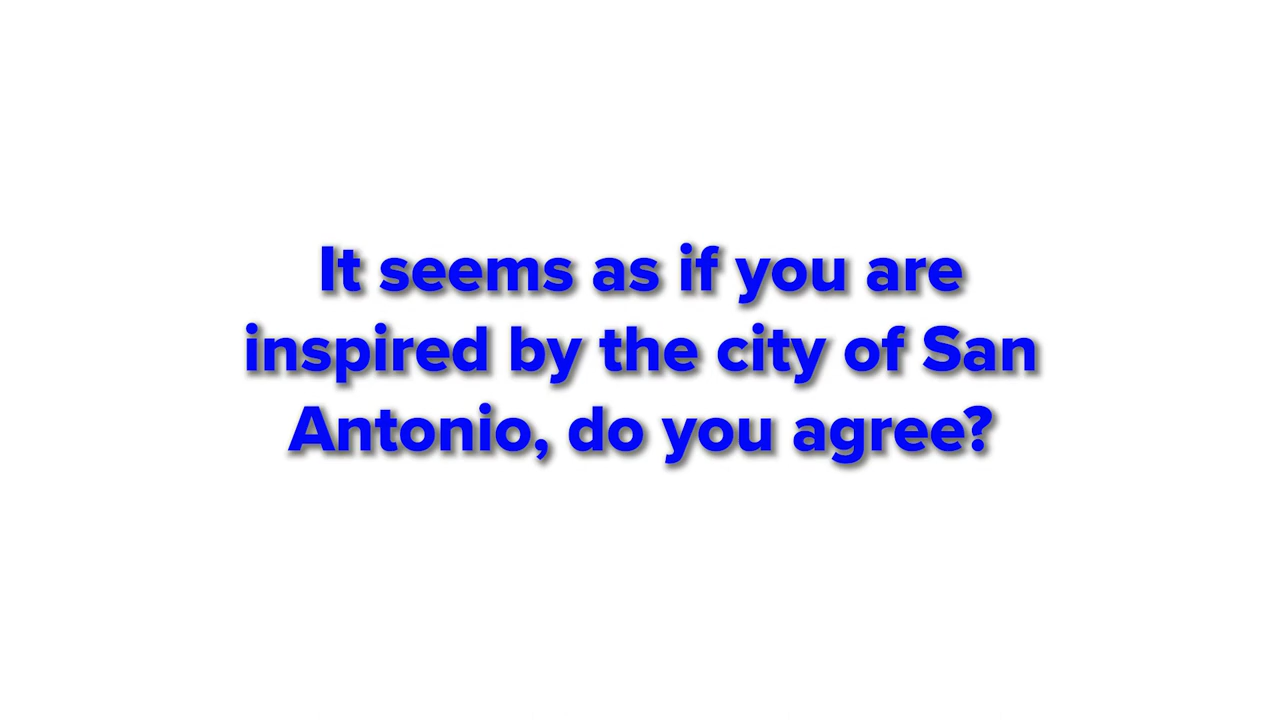 It seems as if you are
inspired by the city of San
Antonio, do you agree?